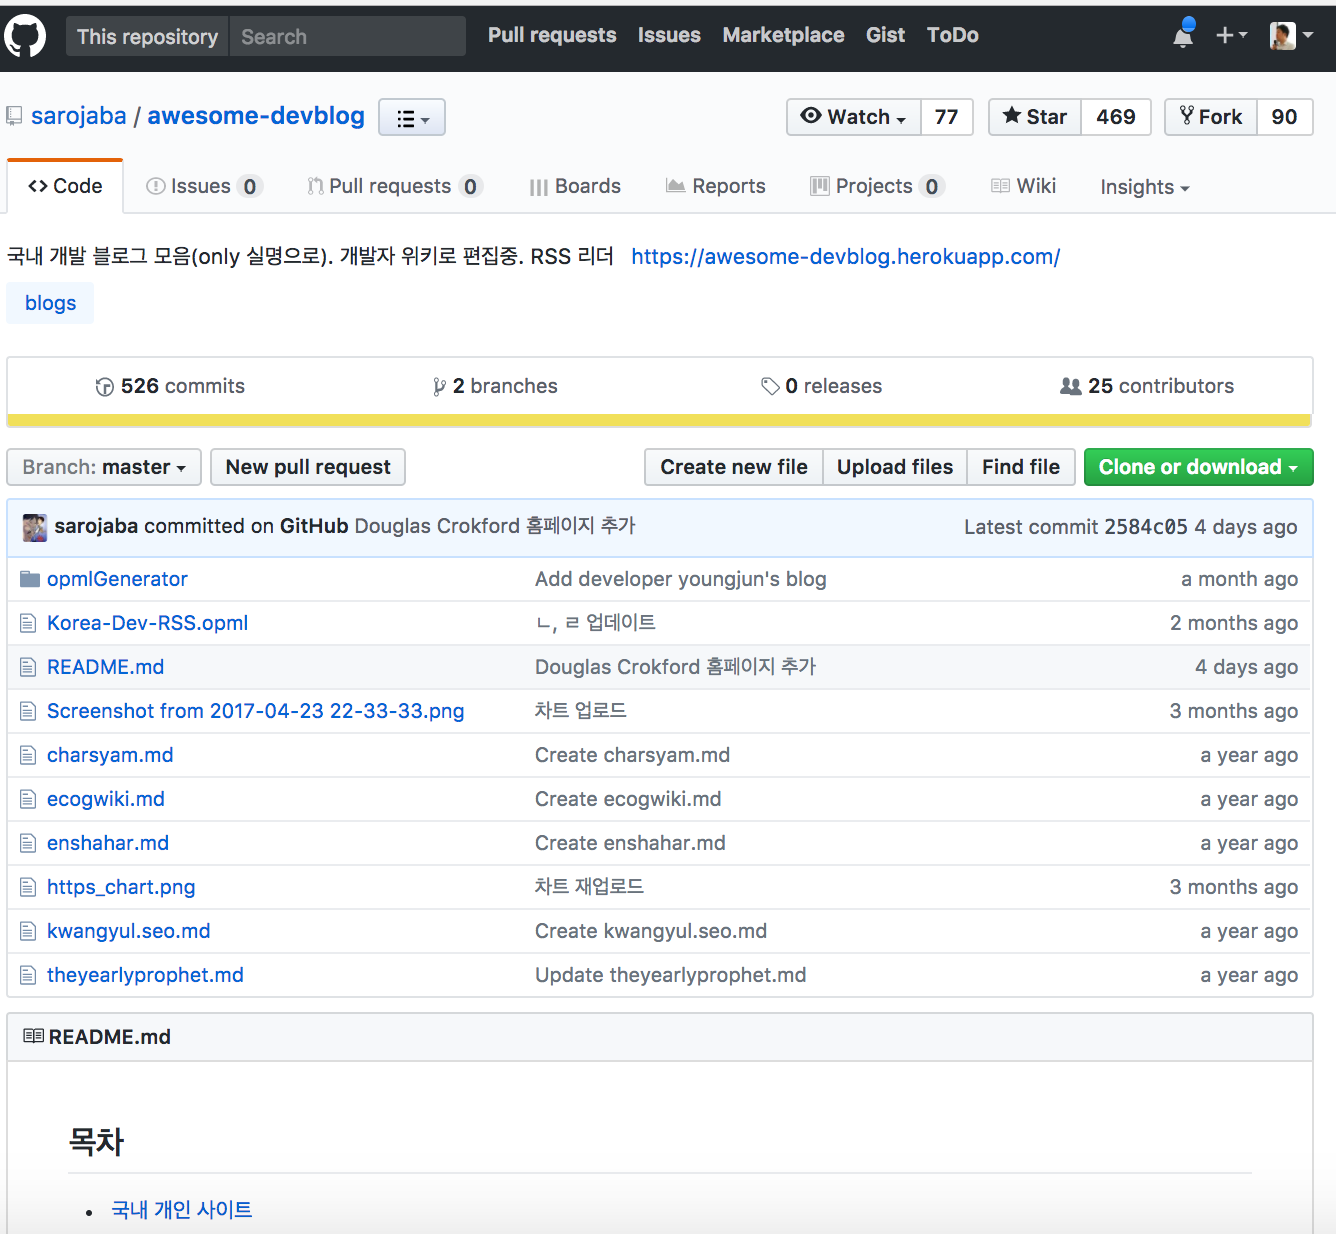 This repository Search Pull requests Issues Marketplace Gist ToDo
sarojaba / awesome-devblog Watch 77 Star 469 Fork 90
Code Issues 0 Pull requests 0 Boards Reports Projects 0 Wiki Insights
국내 개발 블로그 모음(only 실명으로). 개발자 위키로 편집중. RSS 리더 https://awesome-devblog.herokuapp.com/
blogs
526 commits 2 branches 0 releases 25 contributors
Branch: master New pull request Create new file Upload files Find file Clone or download
sarojaba committed on GitHub Douglas Crokford 홈페이지 추가 Latest commit 2584c05 4 days ago
opmlGenerator Add developer youngjun's blog a month ago
Korea-Dev-RSS.opml ㄴ, ㄹ 업데이트 2 months ago
README.md Douglas Crokford 홈페이지 추가 4 days ago
Screenshot from 2017-04-23 22-33-33.png 차트 업로드 3 months ago
charsyam.md Create charsyam.md a year ago
ecogwiki.md Create ecogwiki.md a year ago
enshahar.md Create enshahar.md a year ago
https_chart.png 차트 재업로드 3 months ago
kwangyul.seo.md Create kwangyul.seo.md a year ago
theyearlyprophet.md Update theyearlyprophet.md a year ago
README.md
목차
• 국내 개인 사이트